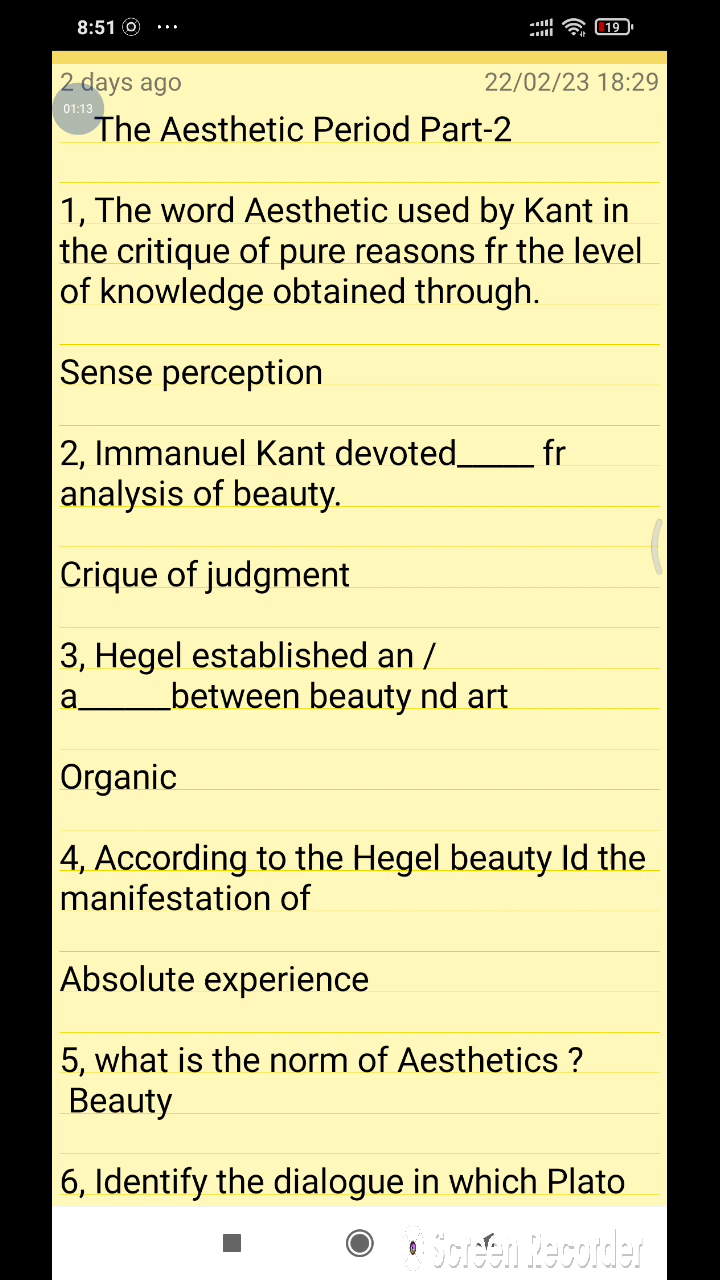 8:51
19
2 days ago 22/02/23 18:29
01:13
The Aesthetic Period Part-2
1, The word Aesthetic used by Kant in
the critique of pure reasons fr the level
of knowledge obtained through.
Sense perception
2, Immanuel Kant devoted_____ fr
analysis of beauty.
Crique of judgment
3, Hegel established an /
a______between beauty nd art
Organic
4, According to the Hegel beauty Id the
manifestation of
Absolute experience
5, what is the norm of Aesthetics ?
Beauty
6, Identify the dialogue in which Plato
Screen Recorder